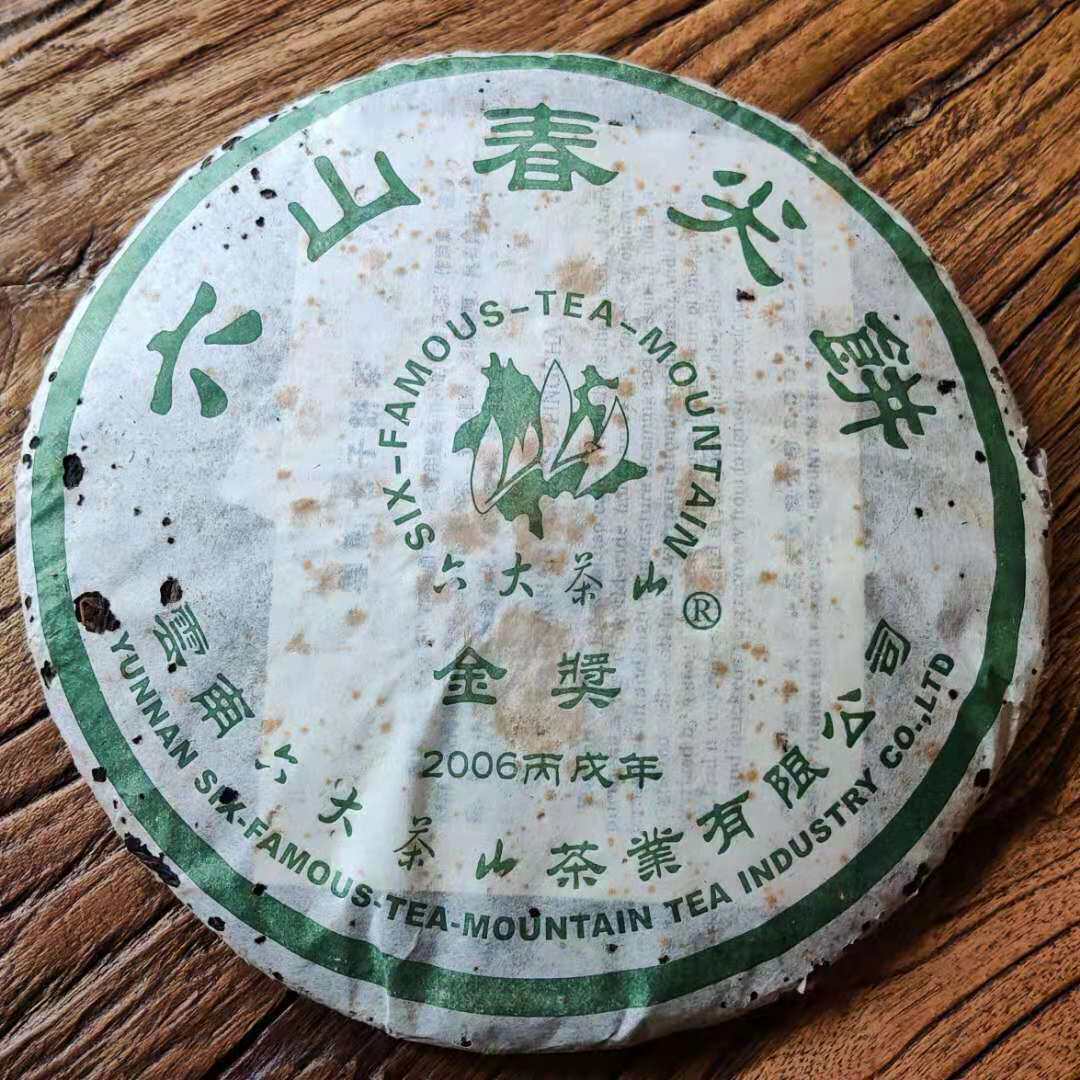 六山春尖餅
SIX-FAMOUS-TEA-MOUNTAIN
六大茶山®
金獎
2006丙戌年
雲南六大茶山茶業有限公司
YUNNAN SIX-FAMOUS-TEA-MOUNTAIN TEA INDUSTRY CO.,LTD